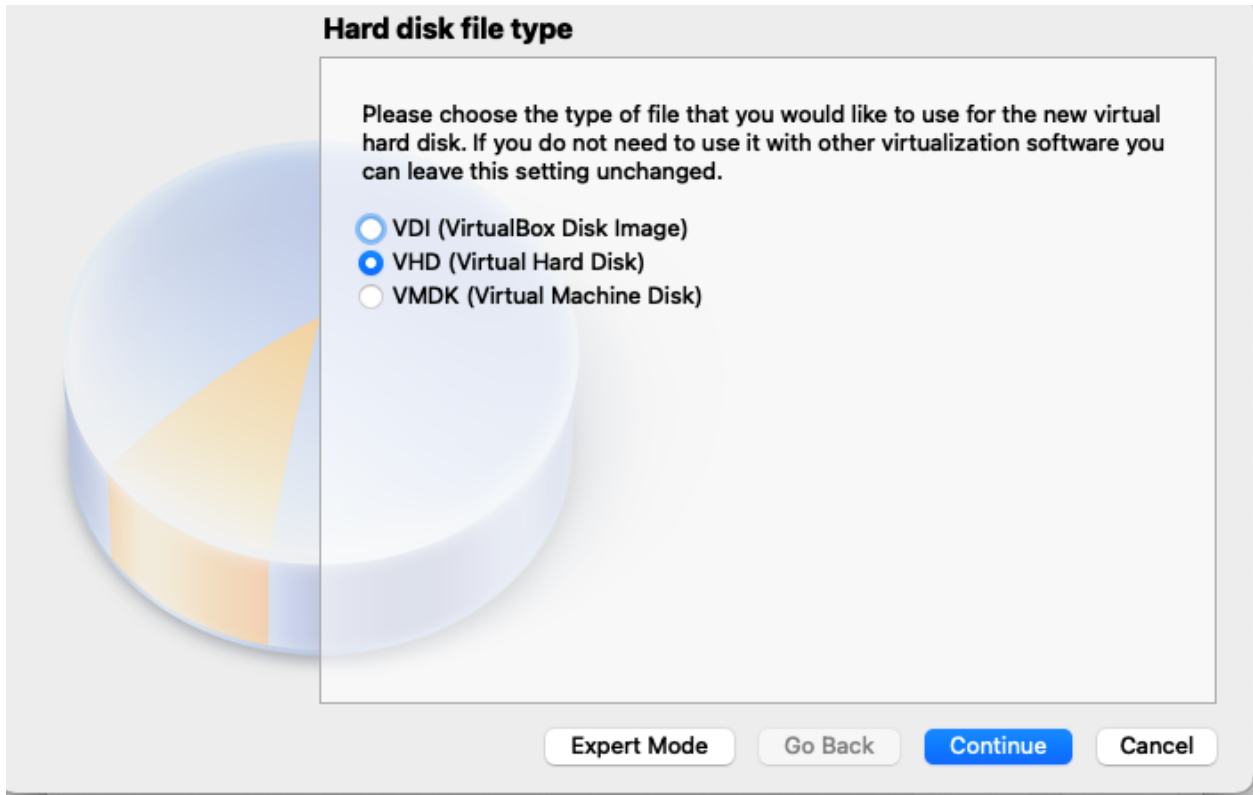 Hard disk file type
Please choose the type of file that you would like to use for the new virtual
hard disk. If you do not need to use it with other virtualization software you
can leave this setting unchanged.
VDI (VirtualBox Disk Image)
VHD (Virtual Hard Disk)
VMDK (Virtual Machine Disk)
Expert Mode
Go Back
Continue
Cancel